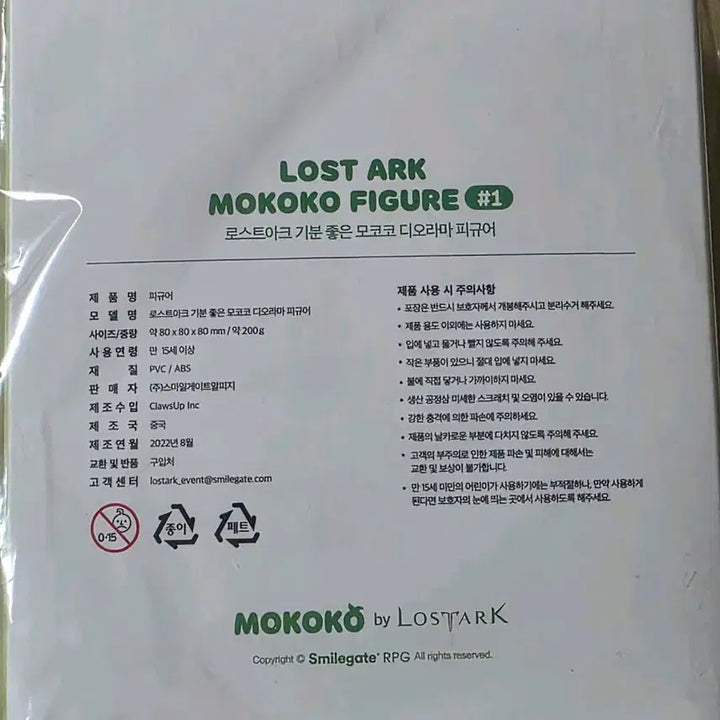 LOST ARK
MOKOKO FIGURE #1
로스트아크 기분 좋은 모코코 디오라마 피규어
제 품 명 피규어
모 델 명 로스트아크 기분 좋은 모코코 디오라마 피규어
사이즈/중량 약 80 x 80 x 80 mm / 약 200g
사 용 연 령 만 15세 이상
재 질 PVC / ABS
판 매 자 (주)스마일게이트알피지
제 조 수 입 ClawsUp Inc
제 조 국 중국
제 조 연 월 2022년 8월
교환 및 반품 구입처
고 객 센 터 lostark_event@smilegate.com
제품 사용 시 주의사항
• 포장은 반드시 보호자께서 개봉해주시고 분리수거 해주세요.
• 제품 용도 이외에는 사용하지 마세요.
• 입에 넣고 물거나 빨지 않도록 주의해 주세요.
• 작은 부품이 있으니 절대 입에 넣지 마세요.
• 불에 직접 닿거나 가까이하지 마세요.
• 생산 공정상 미세한 스크래치 및 오염이 있을 수 있습니다.
• 강한 충격에 의한 파손에 주의하세요.
• 제품의 날카로운 부분에 다치지 않도록 주의해 주세요.
• 고객의 부주의로 인한 제품 파손 및 피해에 대해서는
교환 및 보상이 불가합니다.
• 만 15세 미만의 어린이가 사용하기에는 부적절하나, 만약 사용하게
된다면 보호자의 눈에 띄는 곳에서 사용하도록 해주세요.
0-15
종이
페트
MOKOKO by LOSTARK
Copyright © Smilegate RPG All rights reserved.